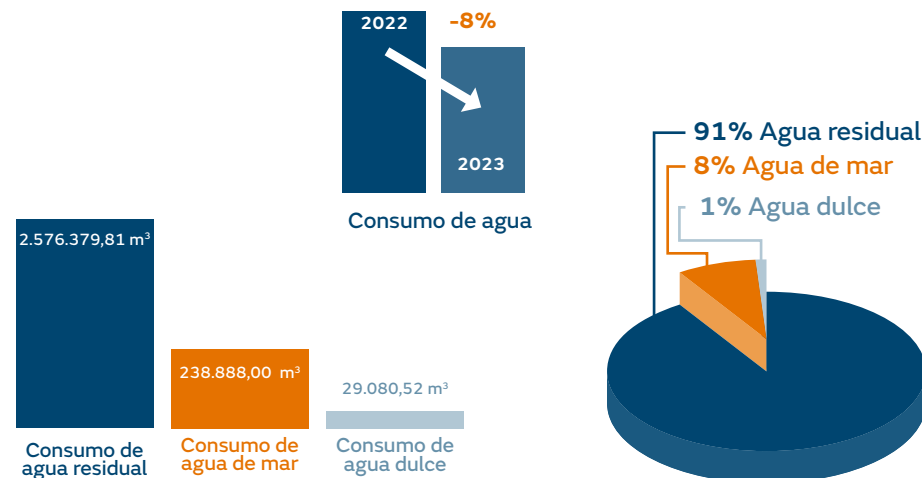 2022
-8%
2023
Consumo de agua
91% Agua residual
8% Agua de mar
1% Agua dulce
2.576.379,81 m³
238.888,00 m³
29.080,52 m³
Consumo de
agua residual
Consumo de
agua de mar
Consumo de
agua dulce